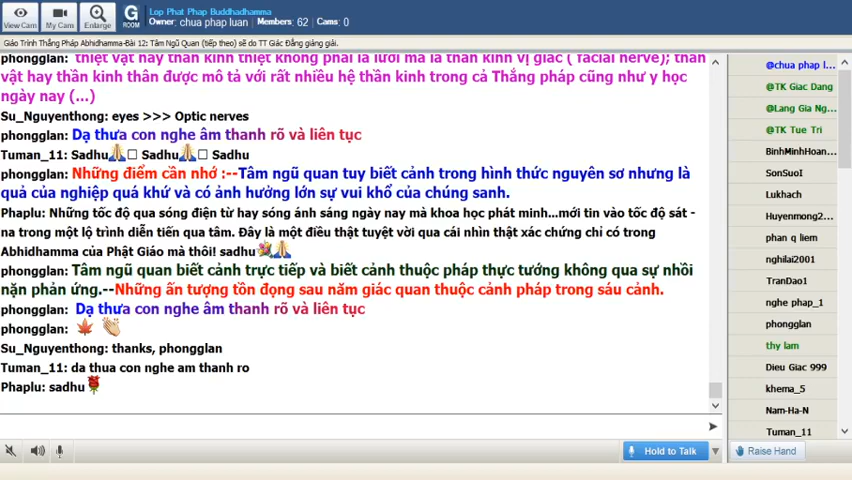 View Cam
My Cam
Enlarge
G
ROOM
Lop Phat Phap Buddhadhamma
Owner: chua phap luan Members: 62 Cams: 0
Giáo Trình Thắng Pháp Abhidhamma-Bài 12: Tâm Ngũ Quan (tiếp theo) sẽ do TT Giác Đẳng giảng giải.
phongglan: thiệt vật hay thần kinh thiệt không phải là lưỡi mà là thần kinh vị giác ( facial nerve); thân
vật hay thần kinh thân được mô tả với rất nhiều hệ thần kinh trong cả Thắng pháp cũng như y học
ngày nay (...)
Su_Nguyenthong: eyes >>> Optic nerves
phongglan: Dạ thưa con nghe âm thanh rõ và liên tục
Tuman_11: Sadhu🙏□ Sadhu🙏□ Sadhu
phongglan: Những điểm cần nhớ :--Tâm ngũ quan tuy biết cảnh trong hình thức nguyên sơ nhưng là
quả của nghiệp quá khứ và có ảnh hưởng lớn sự vui khổ của chúng sanh.
Phaplu: Những tốc độ qua sóng điện từ hay sóng ánh sáng ngày nay mà khoa học phát minh...mới tin vào tốc độ sát -
na trong một lộ trình diễn tiến qua tâm. Đây là một điều thật tuyệt vời qua cái nhìn thật xác chứng chỉ có trong
Abhidhamma của Phật Giáo mà thôi! sadhu💐🙏
phongglan: Tâm ngũ quan biết cảnh trực tiếp và biết cảnh thuộc pháp thực tướng không qua sự nhồi
nặn phản ứng.--Những ấn tượng tồn đọng sau năm giác quan thuộc cảnh pháp trong sáu cảnh.
phongglan: Dạ thưa con nghe âm thanh rõ và liên tục
phongglan: 🍁 👏
Su_Nguyenthong: thanks, phongglan
Tuman_11: da thua con nghe am thanh ro
Phaplu: sadhu🌹
@chua phap l...
@TK Giac Dang
@Lang Gia Ng...
@TK Tue Tri
BinhMinhHoan...
SonSuoI
Lukhach
Huyenmong2...
phan q liem
nghilai2001
TranDao1
nghe phap_1
phongglan
thy lam
Dieu Giac 999
khema_5
Nam-Ha-N
Tuman_11
Hold to Talk
Raise Hand